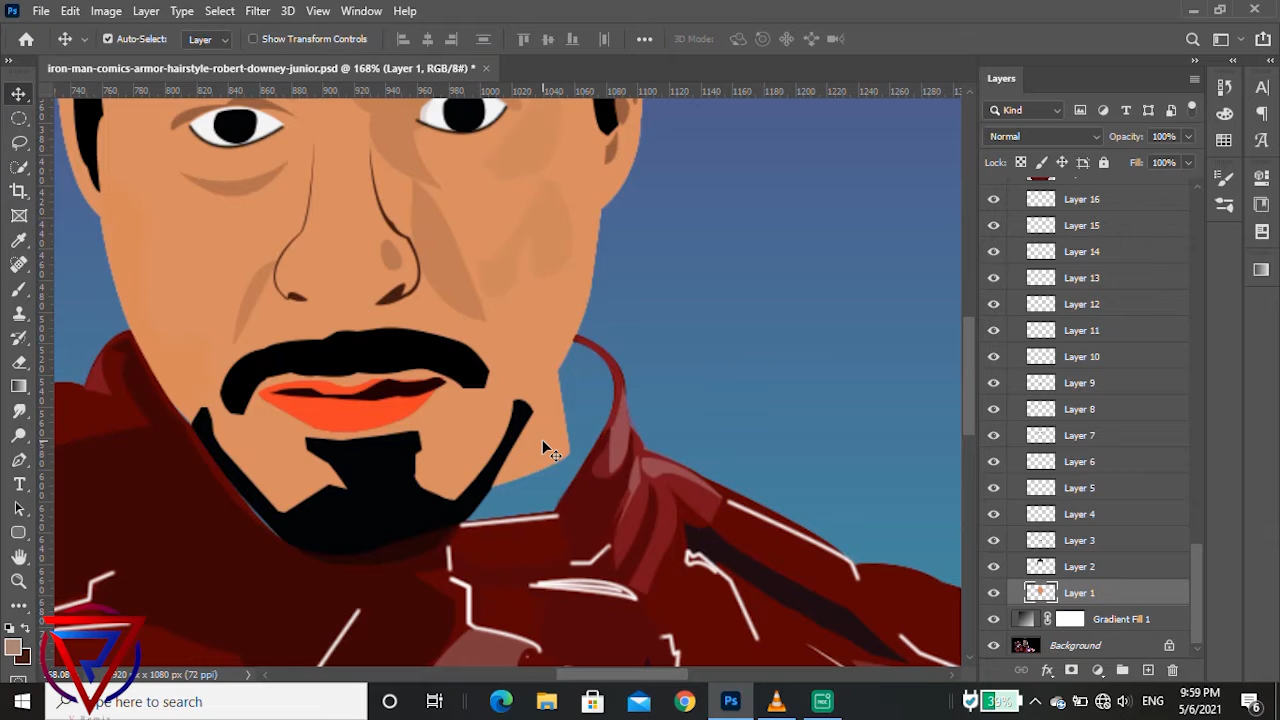 Ps File Edit Image Layer Type Select Filter 3D View Window Help
Auto-Select: Layer Show Transform Controls ••• 3D Mode:
iron-man-comics-armor-hairstyle-robert-downey-junior.psd @ 168% (Layer 1, RGB/8#) * ×
740 760 780 800 820 840 860 880 900 920 940 960 980 1000 1020 1040 1060 1080 1100 1120 1140 1160 1180 1200 1220 1240 1260 1280
Layers
Kind
Normal Opacity: 100%
Lock: Fill: 100%
Layer 16
Layer 15
Layer 14
Layer 13
Layer 12
Layer 11
Layer 10
Layer 9
Layer 8
Layer 7
Layer 6
Layer 5
Layer 4
Layer 3
Layer 2
Layer 1
Gradient Fill 1
Background
920 px x 1080 px (72 ppi)
here to search
39%
ENG
9:59 PM
5/6/2021
6